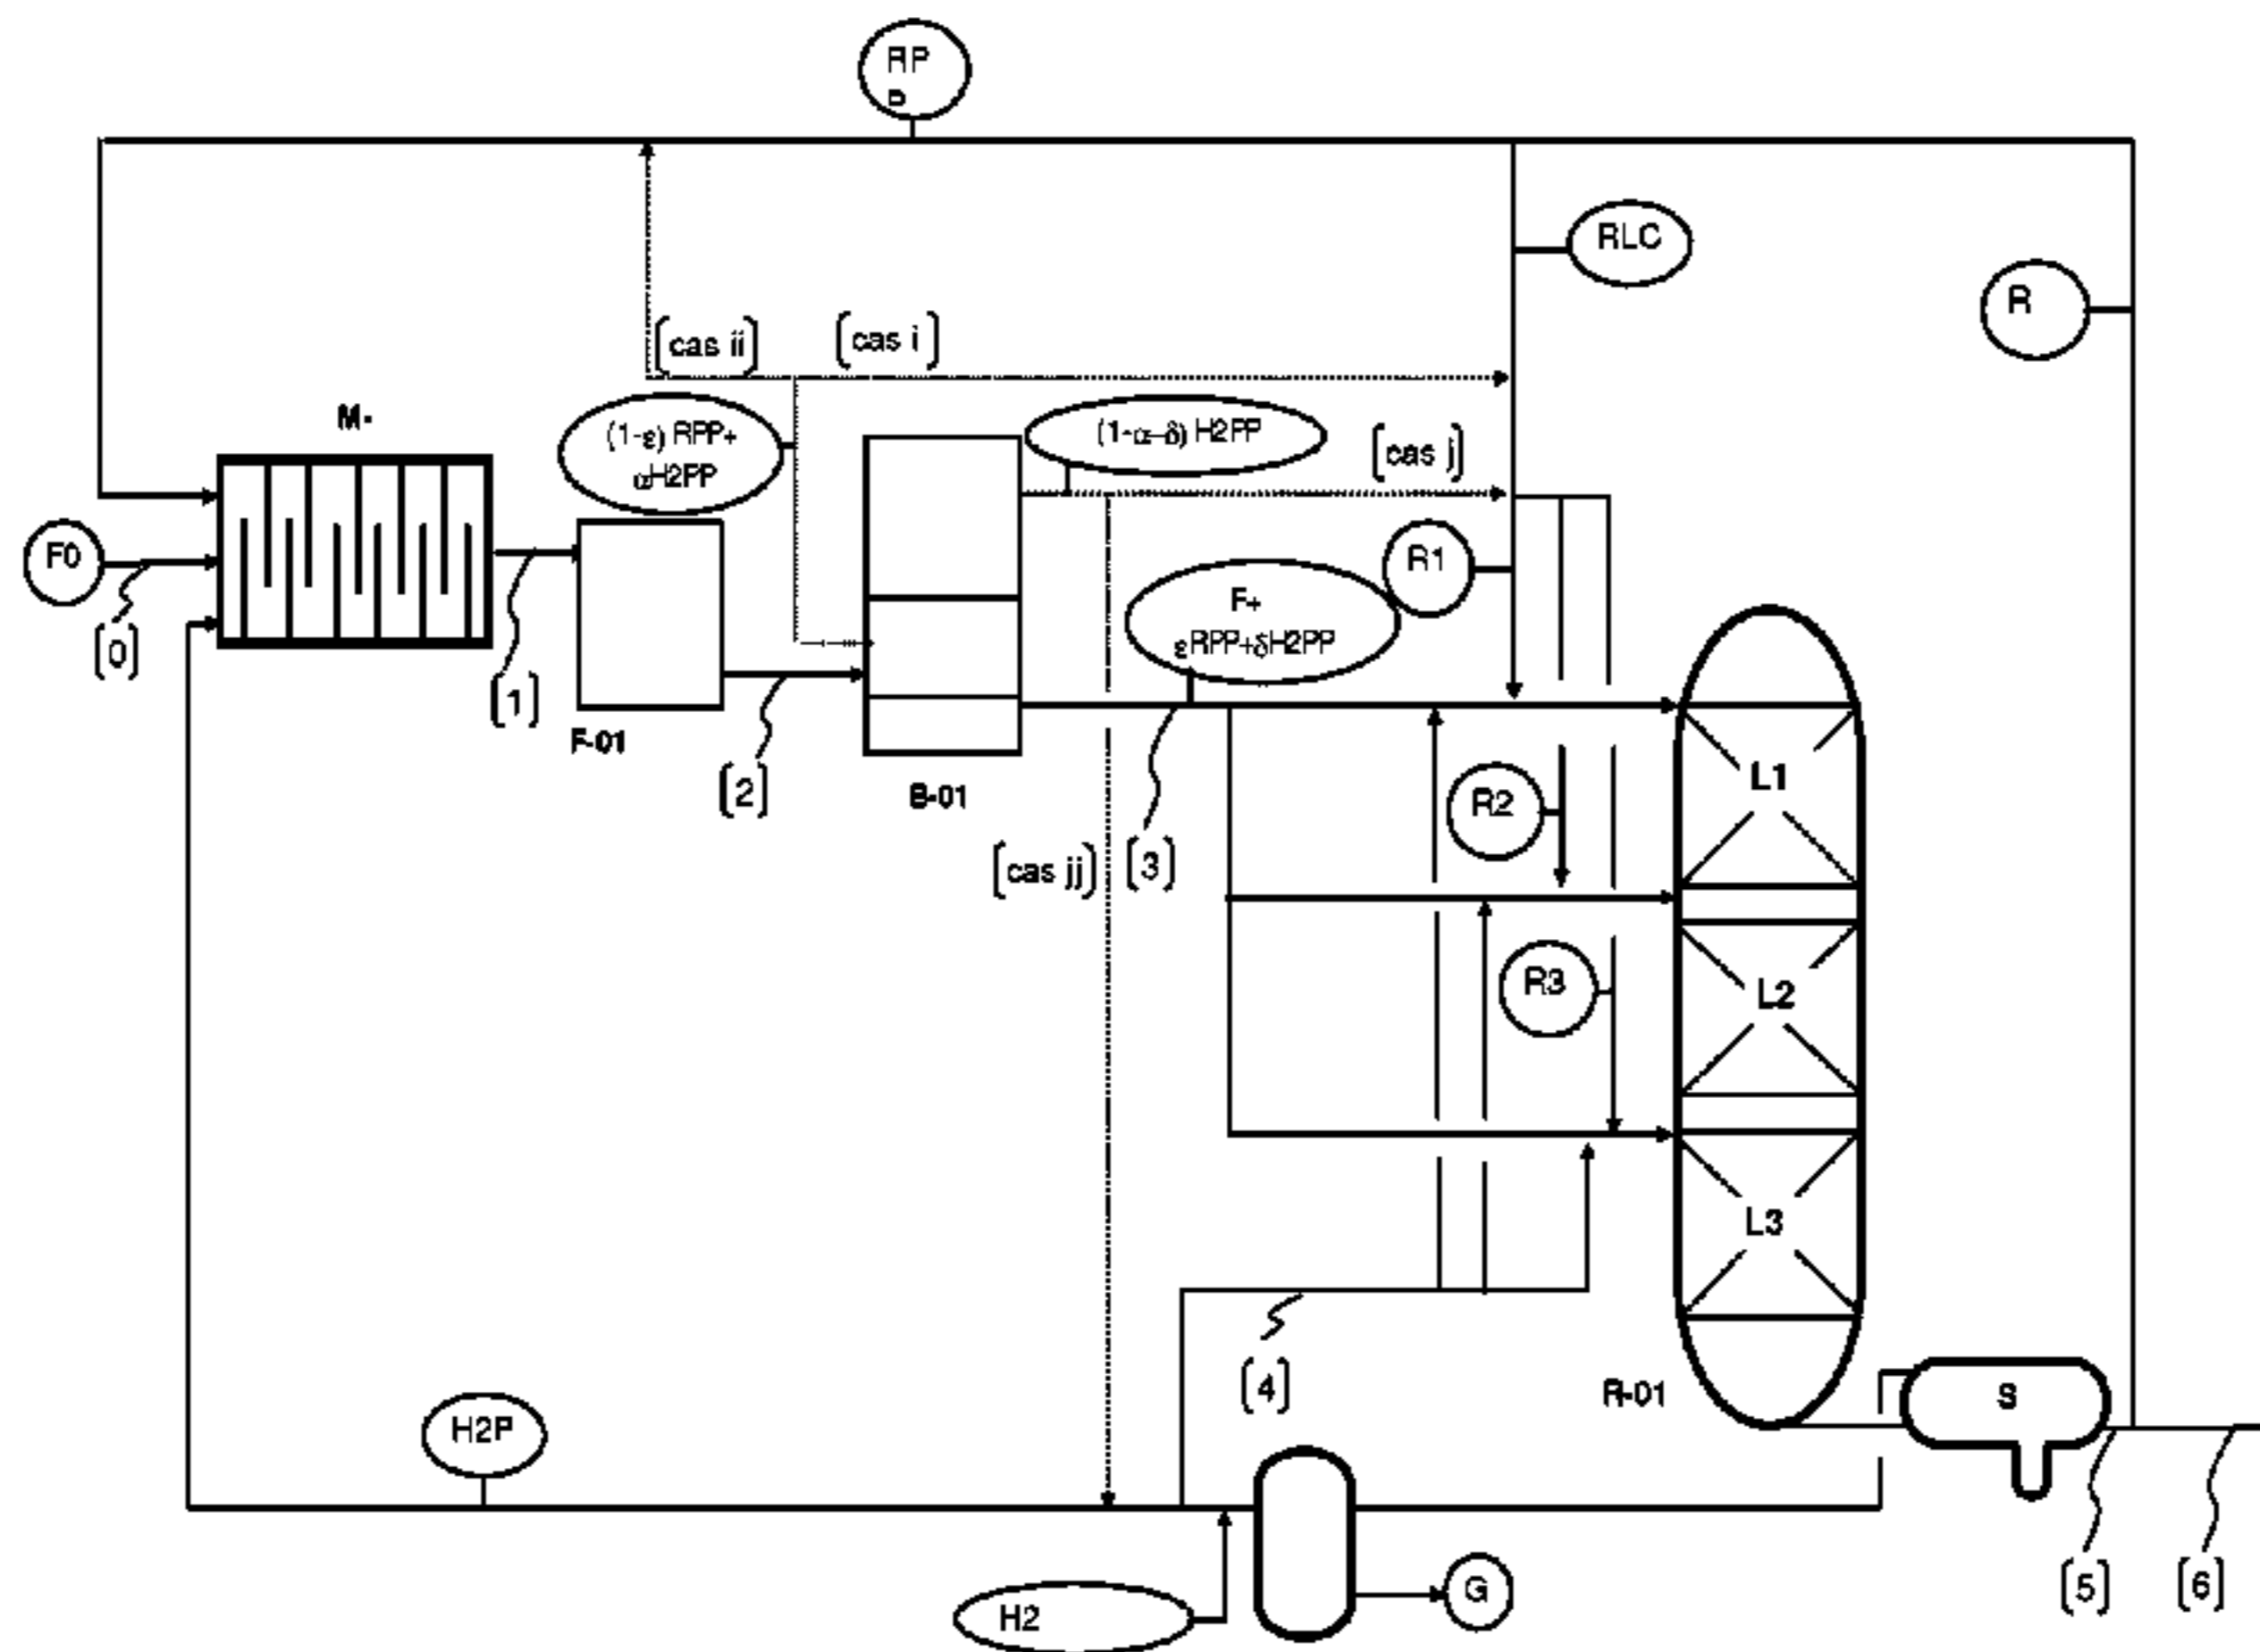 RP
P
RLC
R
[cas ii]
[cas i]
M-
(1-ε) RPP+
αH2PP
(1-α-δ) H2PP
[cas j]
F0
R1
F+
εRPP+δH2PP
[0]
[1]
F-01
[2]
B-01
L1
R2
[cas jj]
[3]
R3
L2
L3
[4]
R-01
S
H2P
H2
G
[5]
[6]